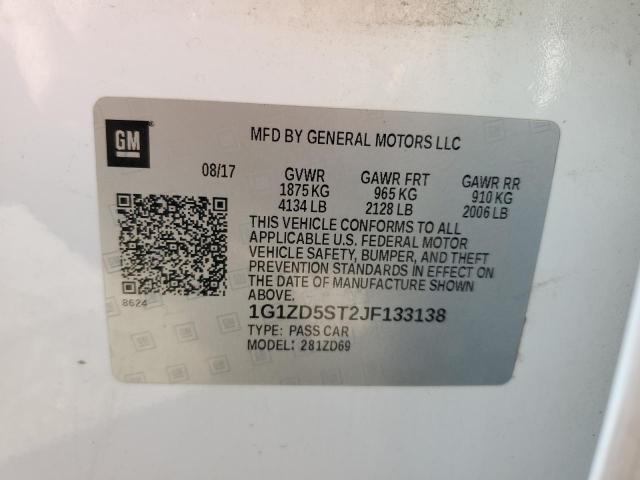 GM
MFD BY GENERAL MOTORS LLC
08/17 GVWR GAWR FRT GAWR RR
1875 KG 965 KG 910 KG
4134 LB 2128 LB 2006 LB
THIS VEHICLE CONFORMS TO ALL
APPLICABLE U.S. FEDERAL MOTOR
VEHICLE SAFETY, BUMPER, AND THEFT
PREVENTION STANDARDS IN EFFECT ON
THE DATE OF MANUFACTURE SHOWN
ABOVE.
8624
1G1ZD5ST2JF133138
TYPE: PASS CAR
MODEL: 281ZD69